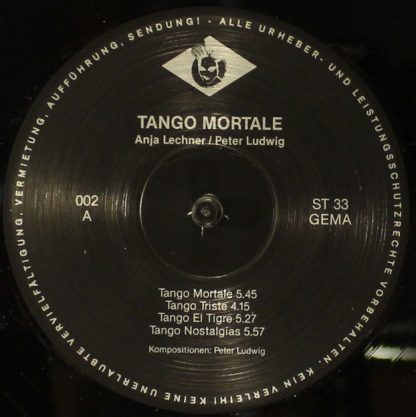 ALLE URHEBER- UND LEISTUNGSSCHUTZRECHTE VORBEHALTEN. KEIN VERLEIH! KEINE UNERLAUBTE VERVIELFÄLTIGUNG, VERMIETUNG, AUFFÜHRUNG, SENDUNG! ·
TANGO MORTALE
Anja Lechner / Peter Ludwig
002
A
ST 33
GEMA
Tango Mortale 5.45
Tango Triste 4.15
Tango El Tigre 5.27
Tango Nostalgias 5.57
Kompositionen: Peter Ludwig